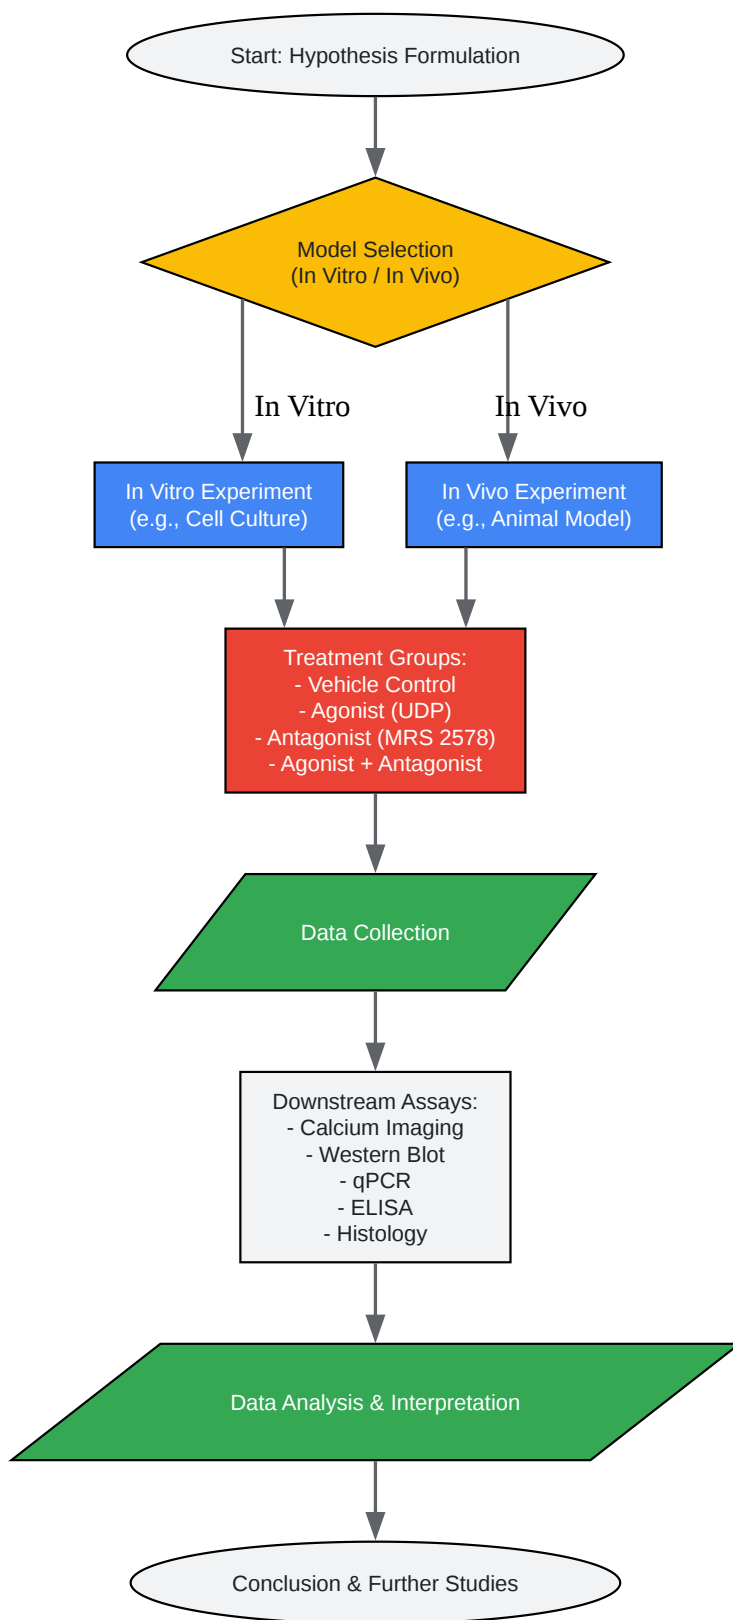 Start: Hypothesis Formulation
Model Selection
(In Vitro / In Vivo)
In Vitro
In Vivo
In Vitro Experiment
(e.g., Cell Culture)
In Vivo Experiment
(e.g., Animal Model)
Treatment Groups:
- Vehicle Control
- Agonist (UDP)
- Antagonist (MRS 2578)
- Agonist + Antagonist
Data Collection
Downstream Assays:
- Calcium Imaging
- Western Blot
- qPCR
- ELISA
- Histology
Data Analysis & Interpretation
Conclusion & Further Studies